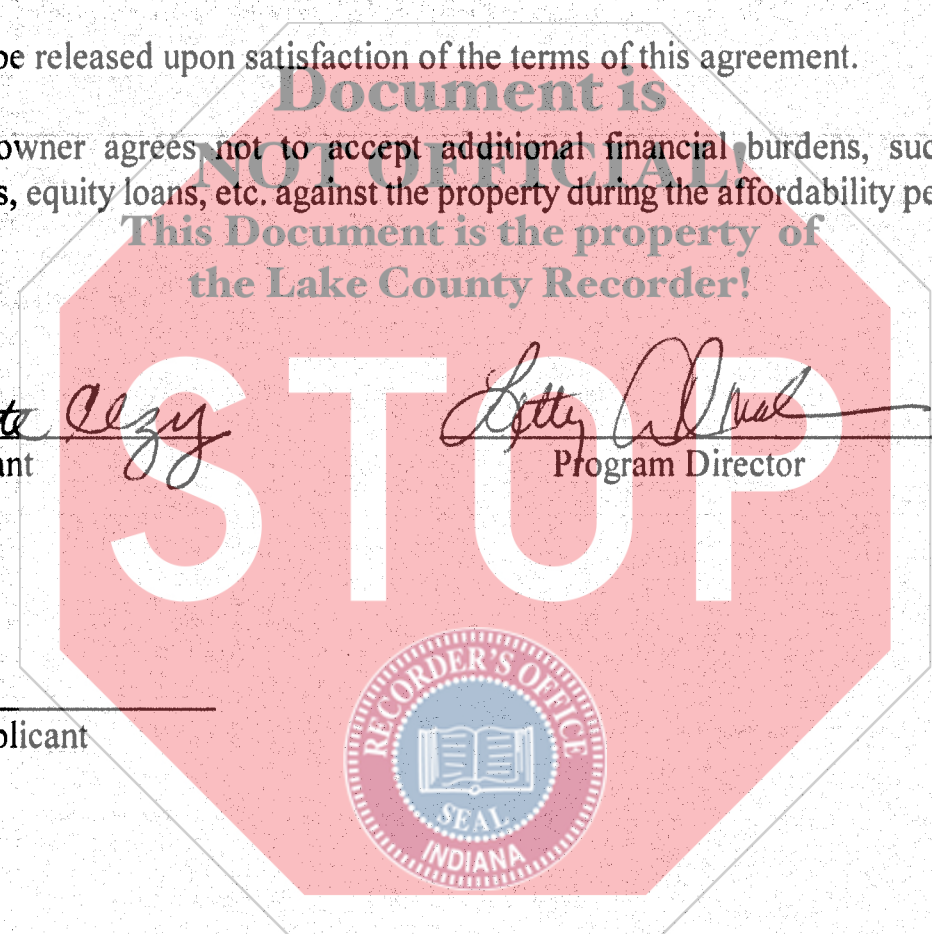 be released upon satisfaction of the terms of this agreement.
Document is
owner agrees not to accept additional financial burdens, suc
NOT OFFICIAL!
s, equity loans, etc. against the property during the affordability pe
This Document is the property of
the Lake County Recorder!
STOP
ant
Program Director
RECORDER'S OFFICE
SEAL
INDIANA
plicant